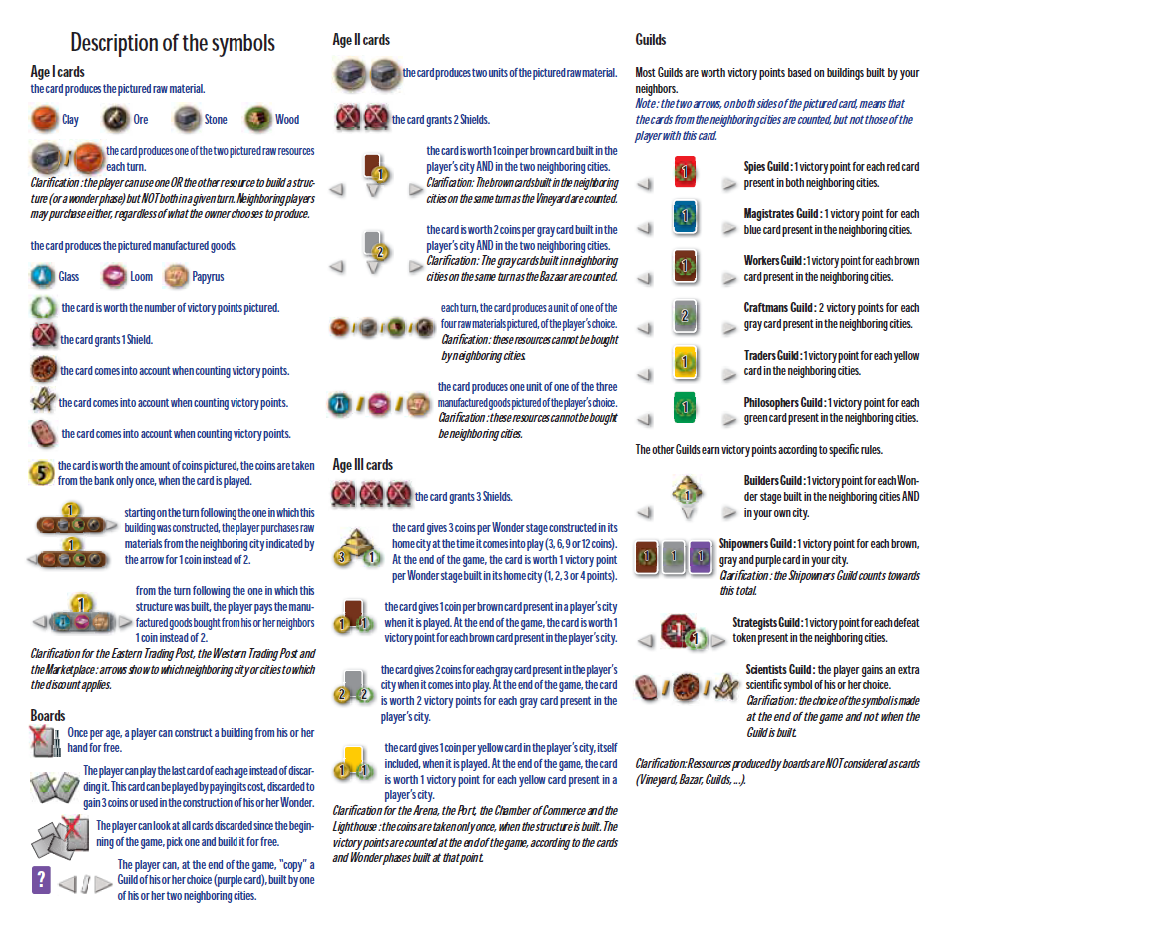 Description of the symbols
Age I cards
the card produces the pictured raw material.
Clay Ore Stone Wood
the card produces one of the two pictured raw resources
each turn.
Clarification : the player can use one OR the other resource to build a struc-
ture (or a wonder phase) but NOT both in a given turn. Neighboring players
may purchase either, regardless of what the owner chooses to produce.
the card produces the pictured manufactured goods.
Glass Loom Papyrus
the card is worth the number of victory points pictured.
the card grants 1 Shield.
the card comes into account when counting victory points.
the card comes into account when counting victory points.
the card comes into account when counting victory points.
5
the card is worth the amount of coins pictured, the coins are taken
from the bank only once, when the card is played.
1
1
starting on the turn following the one in which this
building was constructed, the player purchases raw
materials from the neighboring city indicated by
the arrow for 1 coin instead of 2.
1
from the turn following the one in which this
structure was built, the player pays the manu-
factured goods bought from his or her neighbors
1 coin instead of 2.
Clarification for the Eastern Trading Post, the Western Trading Post and
the Marketplace : arrows show to which neighboring city or cities to which
the discount applies.
Boards
Once per age, a player can construct a building from his or her
hand for free.
The player can play the last card of each age instead of discar-
ding it. This card can be played by paying its cost, discarded to
gain 3 coins or used in the construction of his or her Wonder.
The player can look at all cards discarded since the begin-
ning of the game, pick one and build it for free.
?
/
The player can, at the end of the game, "copy" a
Guild of his or her choice (purple card), built by one
of his or her two neighboring cities.
Age II cards
the card produces two units of the pictured raw material.
the card grants 2 Shields.
1
the card is worth 1 coin per brown card built in the
player's city AND in the two neighboring cities.
Clarification : The brown cards built in the neighboring
cities on the same turn as the Vineyard are counted.
2
the card is worth 2 coins per gray card built in the
player's city AND in the two neighboring cities.
Clarification : The gray cards built in neighboring
cities on the same turn as the Bazaar are counted.
/ / /
each turn, the card produces a unit of one of the
four raw materials pictured, of the player's choice.
Clarification : these resources cannot be bought
by neighboring cities.
/ /
the card produces one unit of one of the three
manufactured goods pictured of the player's choice.
Clarification : these resources cannot be bought
be neighboring cities.
Age III cards
the card grants 3 Shields.
3 1
the card gives 3 coins per Wonder stage constructed in its
home city at the time it comes into play (3, 6, 9 or 12 coins).
At the end of the game, the card is worth 1 victory point
per Wonder stage built in its home city (1, 2, 3 or 4 points).
1 1
the card gives 1 coin per brown card present in a player's city
when it is played. At the end of the game, the card is worth 1
victory point for each brown card present in the player's city.
2 2
the card gives 2 coins for each gray card present in the player's
city when it comes into play. At the end of the game, the card
is worth 2 victory points for each gray card present in the
player's city.
1 1
the card gives 1 coin per yellow card in the player's city, itself
included, when it is played. At the end of the game, the card
is worth 1 victory point for each yellow card present in a
player's city.
Clarification for the Arena, the Port, the Chamber of Commerce and the
Lighthouse : the coins are taken only once, when the structure is built. The
victory points are counted at the end of the game, according to the cards
and Wonder phases built at that point.
Guilds
Most Guilds are worth victory points based on buildings built by your
neighbors.
Note : the two arrows, on both sides of the pictured card, means that
the cards from the neighboring cities are counted, but not those of the
player with this card.
1
Spies Guild : 1 victory point for each red card
present in both neighboring cities.
1
Magistrates Guild : 1 victory point for each
blue card present in the neighboring cities.
1
Workers Guild : 1 victory point for each brown
card present in the neighboring cities.
2
Craftmans Guild : 2 victory points for each
gray card present in the neighboring cities.
1
Traders Guild : 1 victory point for each yellow
card in the neighboring cities.
1
Philosophers Guild : 1 victory point for each
green card present in the neighboring cities.
The other Guilds earn victory points according to specific rules.
1
Builders Guild : 1 victory point for each Won-
der stage built in the neighboring cities AND
in your own city.
1 1 1
Shipowners Guild : 1 victory point for each brown,
gray and purple card in your city.
Clarification : the Shipowners Guild counts towards
this total.
-1 1
Strategists Guild : 1 victory point for each defeat
token present in the neighboring cities.
/ /
Scientists Guild : the player gains an extra
scientific symbol of his or her choice.
Clarification : the choice of the symbol is made
at the end of the game and not when the
Guild is built.
Clarification: Ressources produced by boards are NOT considered as cards
(Vineyard, Bazar, Guilds, ...).